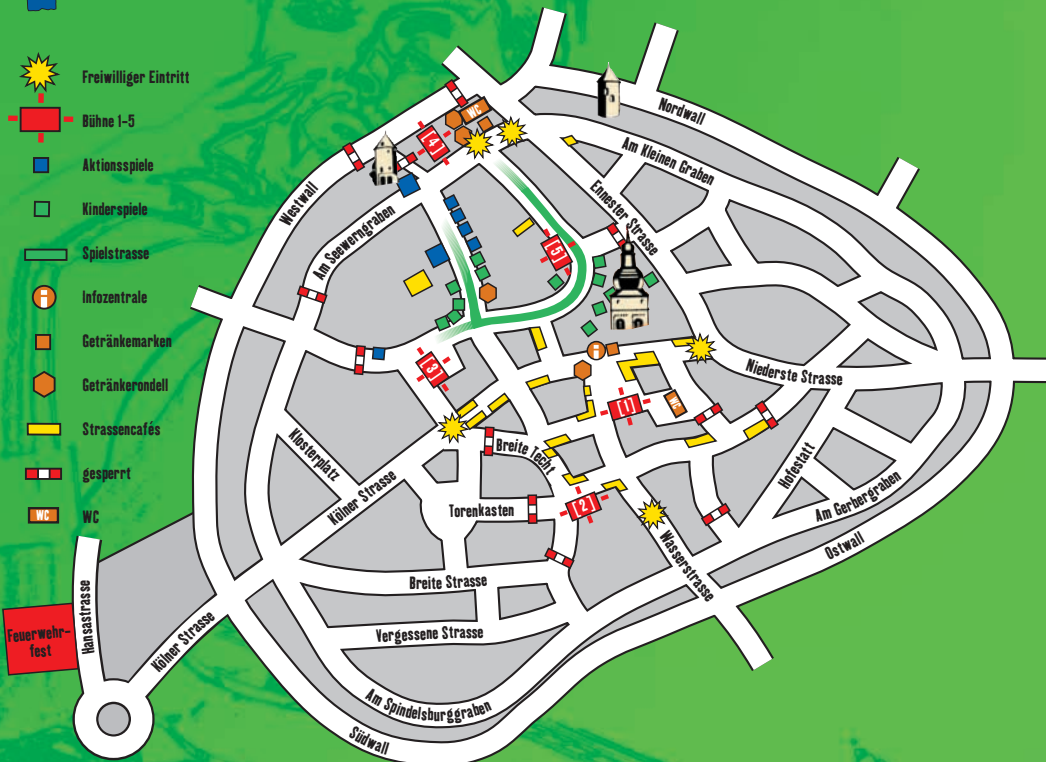 Freiwilliger Eintritt
Bühne 1-5
Aktionsspiele
Kinderspiele
Spielstrasse
i
Infozentrale
Getränkemarken
Getränkerondell
Strassencafés
gesperrt
WC
WC
Nordwall
Am Kleinen Graben
Ennester Strasse
Westwall
Am Seewerngraben
WC
[4]
[5]
[3]
i
[1]
WC
Niederste Strasse
Klosterplatz
Kölner Strasse
Breite Techt
Torenkasten
[2]
Hofestatt
Am Gerbergraben
Ostwall
Wasserstrasse
Breite Strasse
Vergessene Strasse
Hansastrasse
Feuerwehr-
fest
Kölner Strasse
Am Spindelsburggraben
Südwall